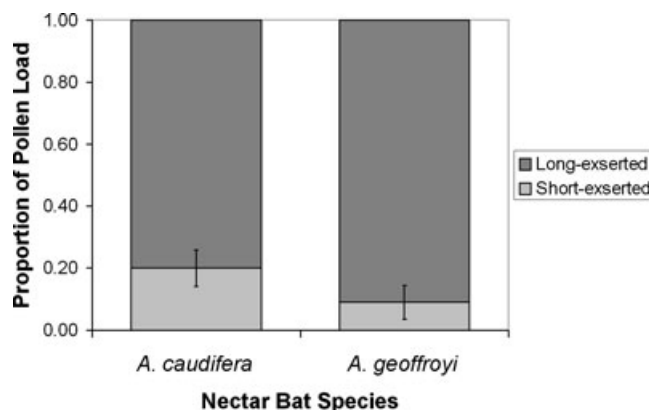 Proportion of Pollen Load
1.00
0.80
0.60
0.40
0.20
0.00
Long-exserted
Short-exserted
A. caudifera
A. geoffroyi
Nectar Bat Species